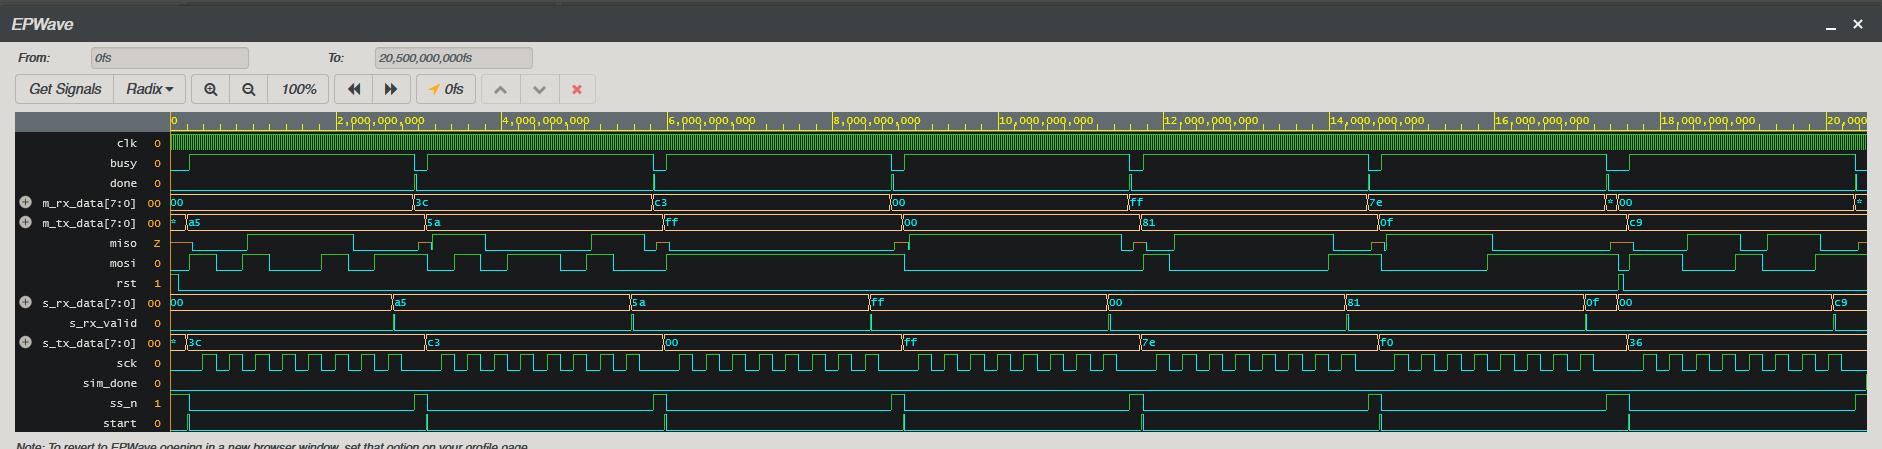 EPWave
From: 0fs To: 20,500,000,000fs
Get Signals Radix 100% 0fs
0 2,000,000,000 4,000,000,000 6,000,000,000 8,000,000,000 10,000,000,000 12,000,000,000 14,000,000,000 16,000,000,000 18,000,000,000 20,000
clk 0
busy 0
done 0
m_rx_data[7:0] 00 00 3c c3 00 ff 7e * 00 *
m_tx_data[7:0] 00 * a5 5a ff 00 81 0f c9
miso Z
mosi 0
rst 1
s_rx_data[7:0] 00 00 a5 5a ff 00 81 0f 00 c9
s_rx_valid 0
s_tx_data[7:0] 00 * 3c c3 00 ff 7e f0 36
sck 0
sim_done 0
ss_n 1
start 0
Note: To revert to EPWave opening in a new browser window, set that option on your profile page.